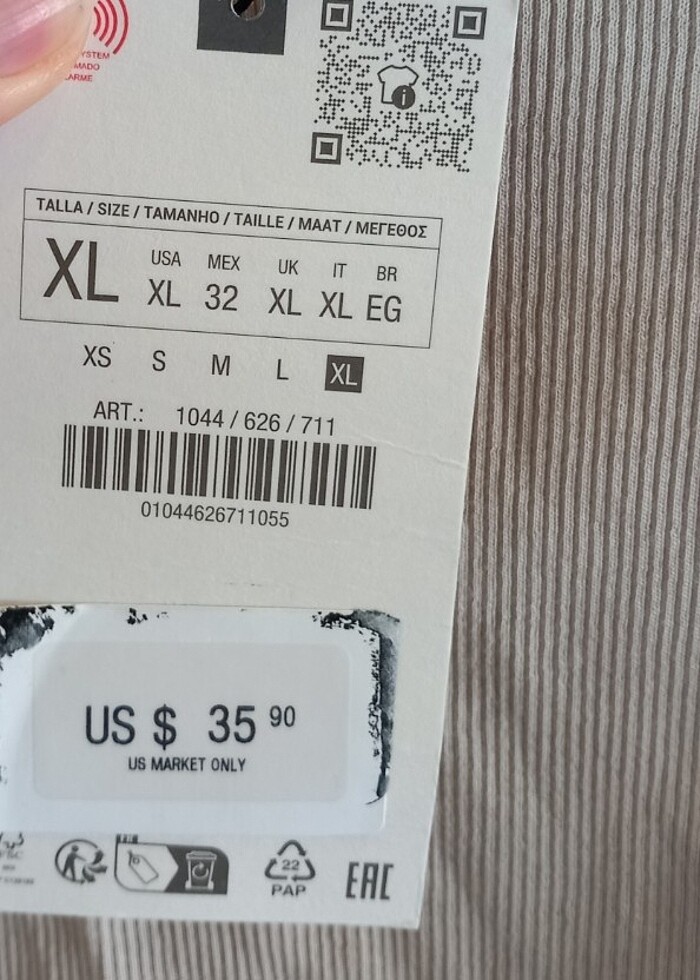 TALLA / SIZE / TAMANHO / TAILLE / MAAT / ΜΕΓΕΘΟΣ
XL
USA MEX UK IT BR
XL 32 XL XL EG
XS S M L XL
ART.: 1044 / 626 / 711
01044626711055
US $ 35 90
US MARKET ONLY
22
PAP
EAC